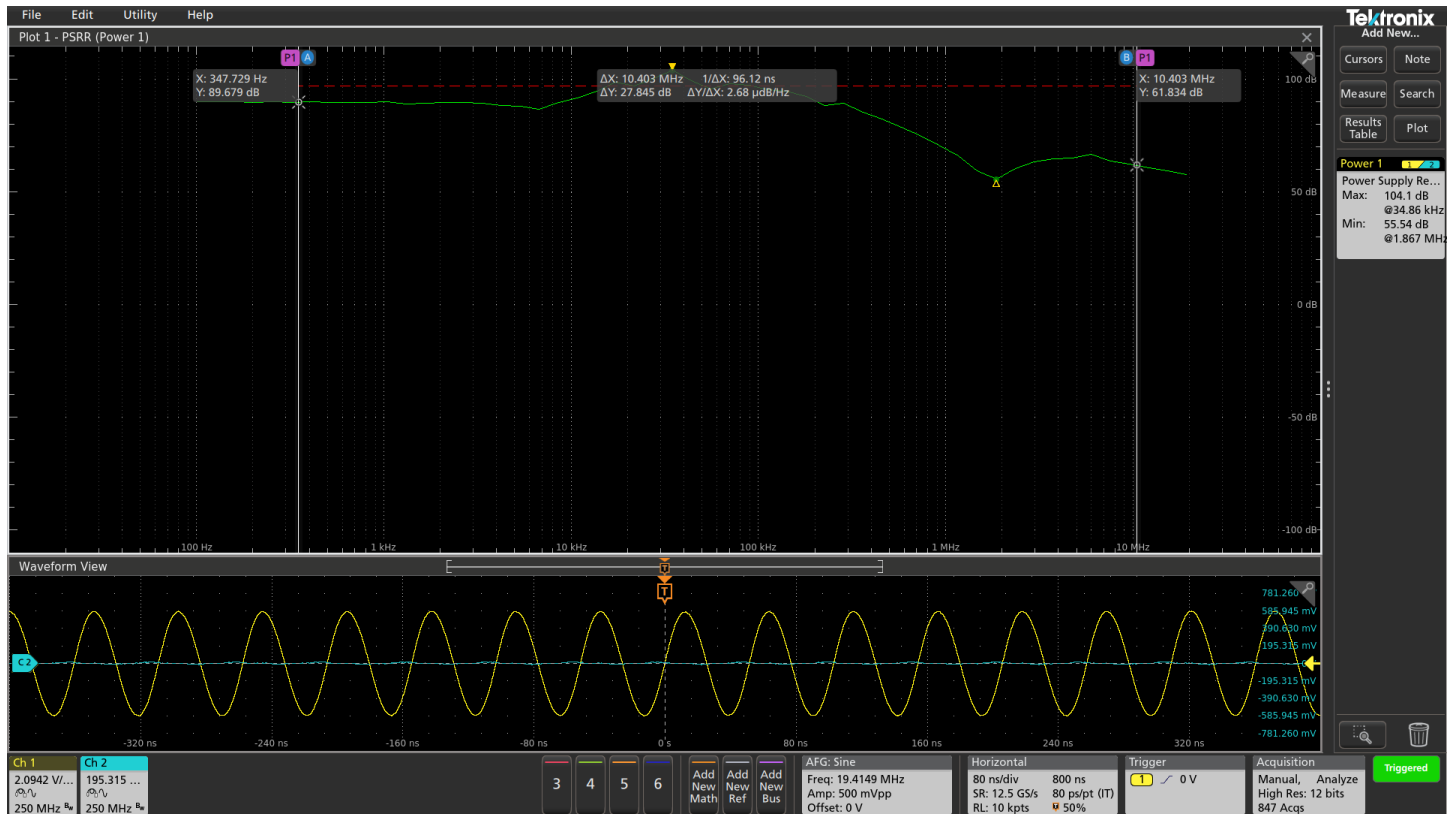 File Edit Utility Help
Tektronix
Add New...
Plot 1 - PSRR (Power 1)
P1 A
B P1
X: 347.729 Hz
Y: 89.679 dB
ΔX: 10.403 MHz 1/ΔX: 96.12 ns
ΔY: 27.845 dB ΔY/ΔX: 2.68 µdB/Hz
X: 10.403 MHz
Y: 61.834 dB
100 dB
50 dB
0 dB
-50 dB
-100 dB
100 Hz 1 kHz 10 kHz 100 kHz 1 MHz 10 MHz
Cursors Note
Measure Search
Results Table Plot
Power 1 1 2
Power Supply Re...
Max: 104.1 dB
@34.86 kHz
Min: 55.54 dB
@1.867 MHz
Waveform View
T
T
C 2
781.260
585.945 mV
390.630 mV
195.315 mV
-195.315 mV
-390.630 mV
-585.945 mV
-781.260 mV
-320 ns -240 ns -160 ns -80 ns 0 s 80 ns 160 ns 240 ns 320 ns
Ch 1
2.0942 V/...
250 MHz Bw
Ch 2
195.315 ...
250 MHz Bw
3 4 5 6
Add New Math
Add New Ref
Add New Bus
AFG: Sine
Freq: 19.4149 MHz
Amp: 500 mVpp
Offset: 0 V
Horizontal
80 ns/div 800 ns
SR: 12.5 GS/s 80 ps/pt (IT)
RL: 10 kpts 50%
Trigger
1 0 V
Acquisition
Manual, Analyze
High Res: 12 bits
847 Acqs
Triggered